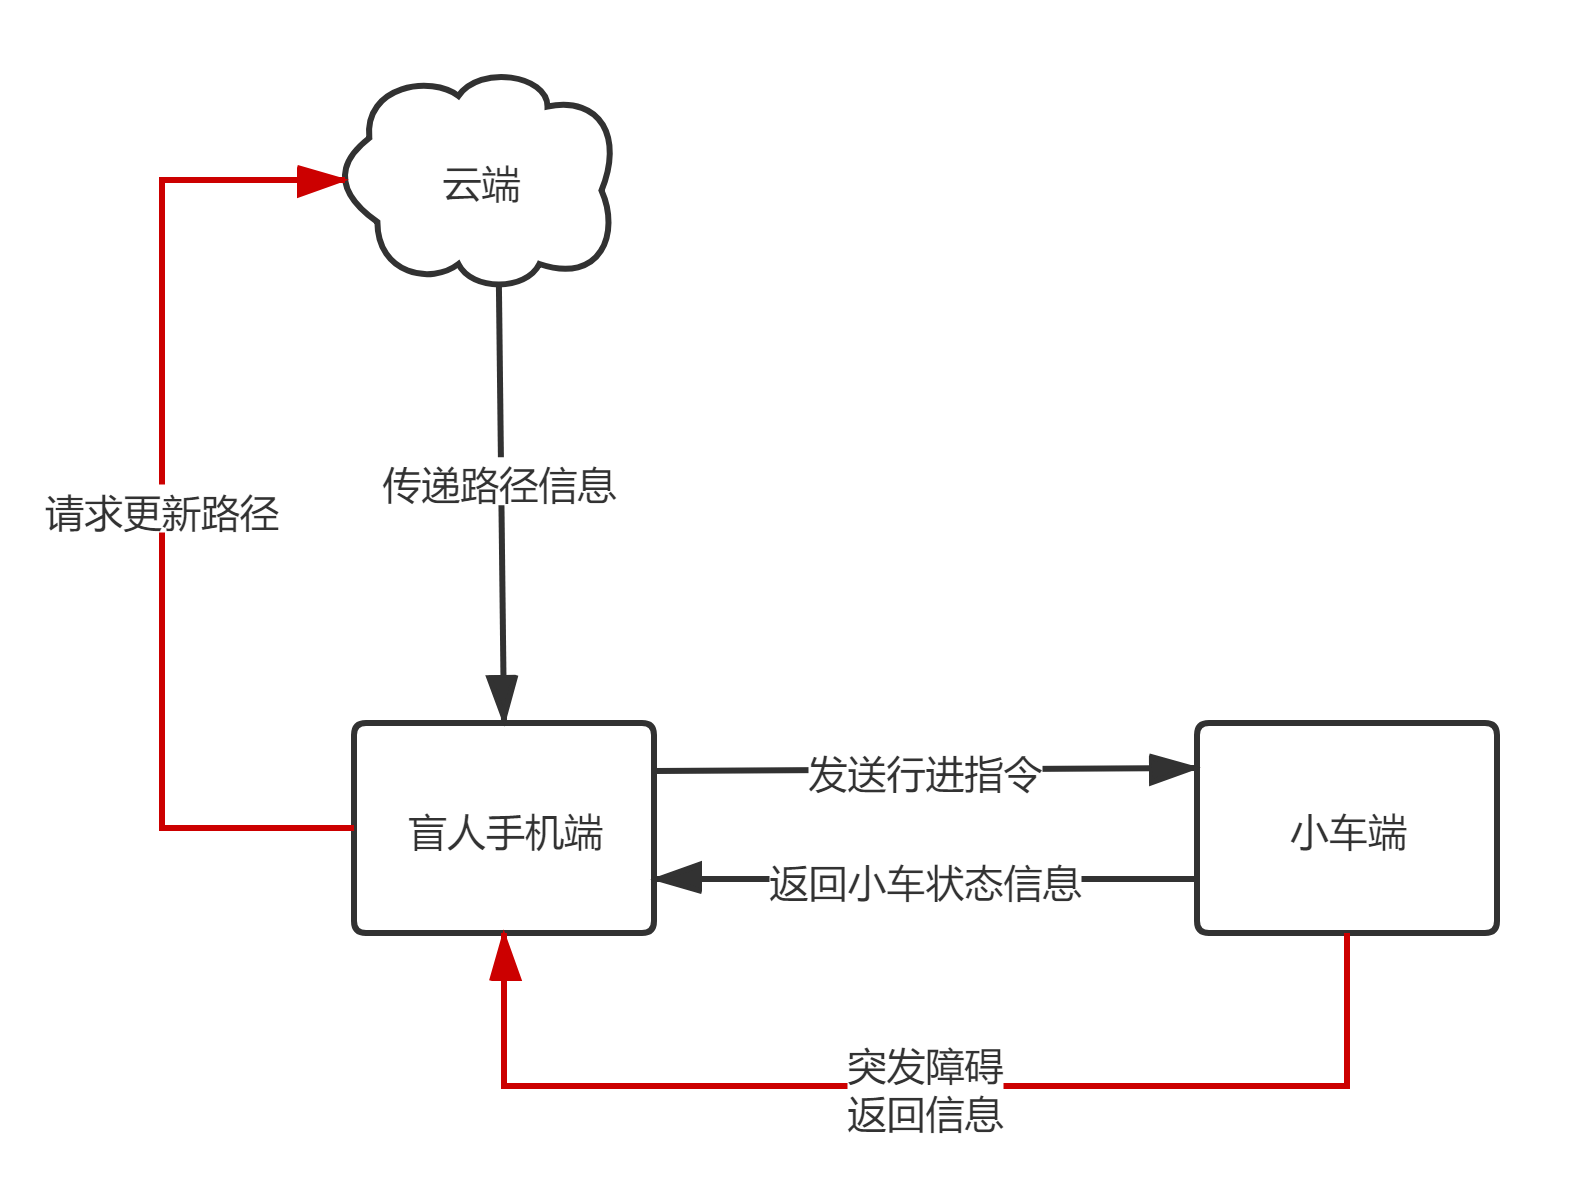 云端
传递路径信息
请求更新路径
发送行进指令
盲人手机端
小车端
返回小车状态信息
突发障碍
返回信息